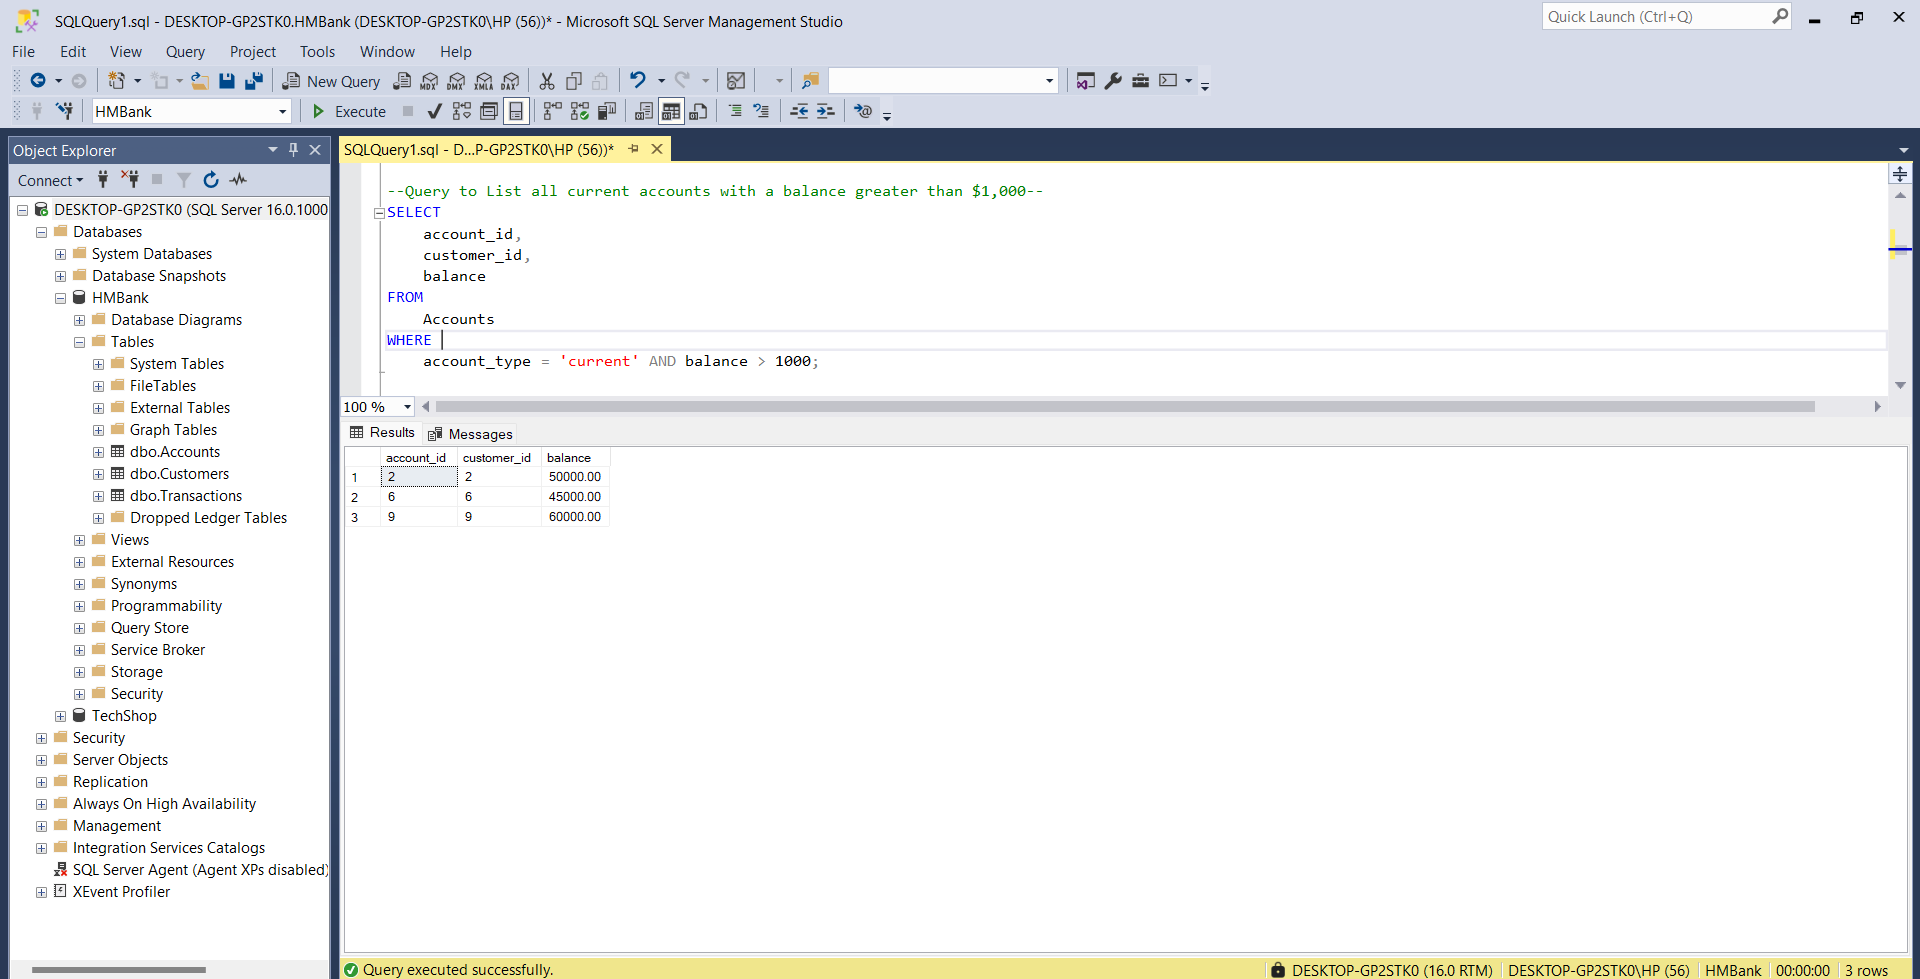 SQLQuery1.sql - DESKTOP-GP2STK0.HMBank (DESKTOP-GP2STK0\HP (56))* - Microsoft SQL Server Management Studio
Quick Launch (Ctrl+Q)
File Edit View Query Project Tools Window Help
New Query MDX DMX XMLA DAX
HMBank Execute
Object Explorer
SQLQuery1.sql - D...P-GP2STK0\HP (56))*
Connect
DESKTOP-GP2STK0 (SQL Server 16.0.1000
Databases
System Databases
Database Snapshots
HMBank
Database Diagrams
Tables
System Tables
FileTables
External Tables
Graph Tables
dbo.Accounts
dbo.Customers
dbo.Transactions
Dropped Ledger Tables
Views
External Resources
Synonyms
Programmability
Query Store
Service Broker
Storage
Security
TechShop
Security
Server Objects
Replication
Always On High Availability
Management
Integration Services Catalogs
SQL Server Agent (Agent XPs disabled)
XEvent Profiler
--Query to List all current accounts with a balance greater than $1,000--
SELECT
account_id,
customer_id,
balance
FROM
Accounts
WHERE
account_type = 'current' AND balance > 1000;
100 %
Results Messages
account_id customer_id balance
1 2 2 50000.00
2 6 6 45000.00
3 9 9 60000.00
Query executed successfully.
DESKTOP-GP2STK0 (16.0 RTM) DESKTOP-GP2STK0\HP (56) HMBank 00:00:00 3 rows